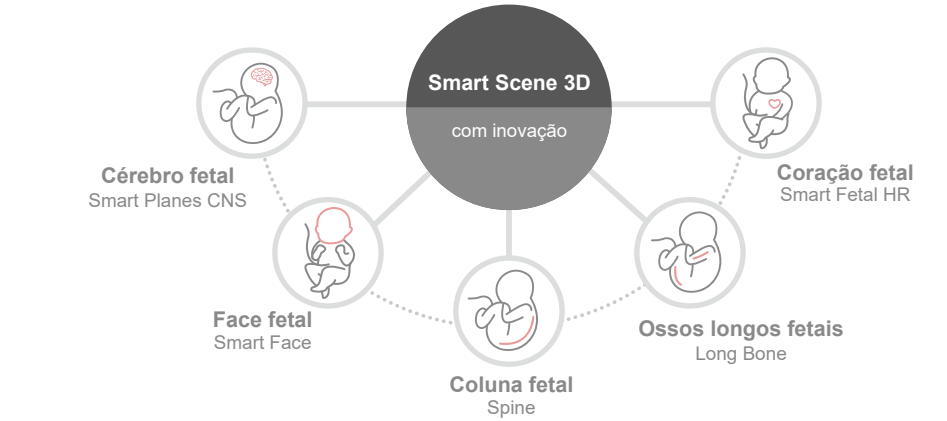 Smart Scene 3D
com inovação
Cérebro fetal
Smart Planes CNS
Coração fetal
Smart Fetal HR
Face fetal
Smart Face
Ossos longos fetais
Long Bone
Coluna fetal
Spine